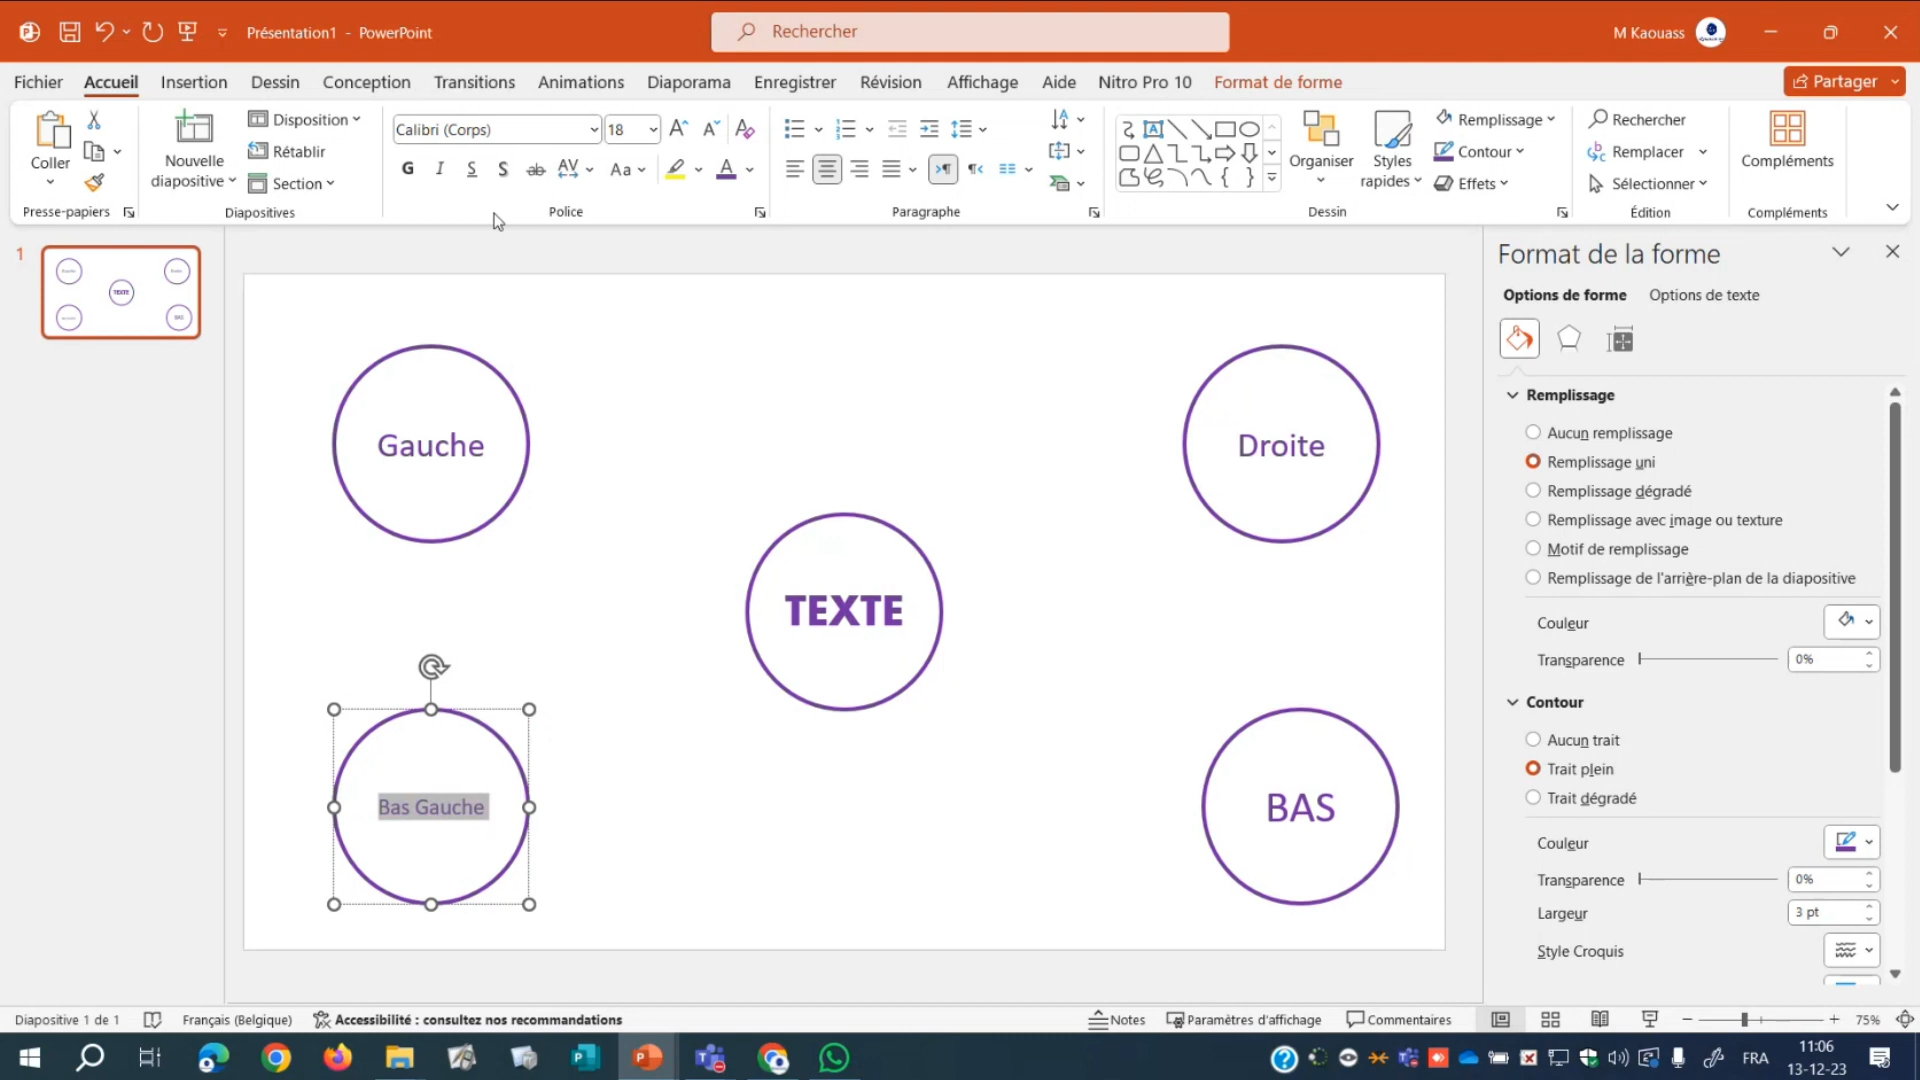 Présentation1 - PowerPoint
Rechercher
M Kaouass
Fichier Accueil Insertion Dessin Conception Transitions Animations Diaporama Enregistrer Révision Affichage Aide Nitro Pro 10 Format de forme Partager
Coller
Presse-papiers
Nouvelle diapositive
Disposition
Rétablir
Section
Diapositives
Calibri (Corps) 18
G I S S ab AV Aa A
Police
Paragraphe
Organiser
Styles rapides
Remplissage
Contour
Effets
Dessin
Rechercher
Remplacer
Sélectionner
Édition
Compléments
Compléments
1
Gauche
Droite
TEXTE
Bas Gauche
BAS
Format de la forme
Options de forme Options de texte
Remplissage
Aucun remplissage
Remplissage uni
Remplissage dégradé
Remplissage avec image ou texture
Motif de remplissage
Remplissage de l'arrière-plan de la diapositive
Couleur
Transparence 0%
Contour
Aucun trait
Trait plein
Trait dégradé
Couleur
Transparence 0%
Largeur 3 pt
Style Croquis
Diapositive 1 de 1 Français (Belgique) Accessibilité : consultez nos recommandations Notes Paramètres d'affichage Commentaires 75%
FRA
11:06
13-12-23